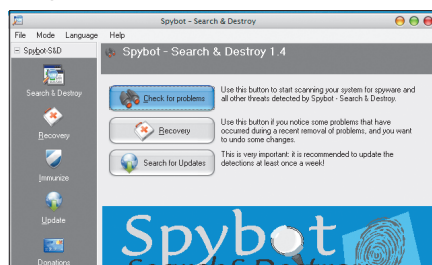 Spybot - Search & Destroy
File Mode Language Help
Spybot-S&D
Spybot - Search & Destroy 1.4
Search & Destroy
Check for problems
Use this button to start scanning your system for spyware and
all other threats detected by Spybot - Search & Destroy.
Recovery
Recovery
Use this button if you notice some problems that have
occurred during a recent removal of problems, and you want
to undo some changes.
Immunize
Search for Updates
This is very important: it is recommended to update the
detections at least once a week!
Update
Donations
Spybot
Search & Destroy